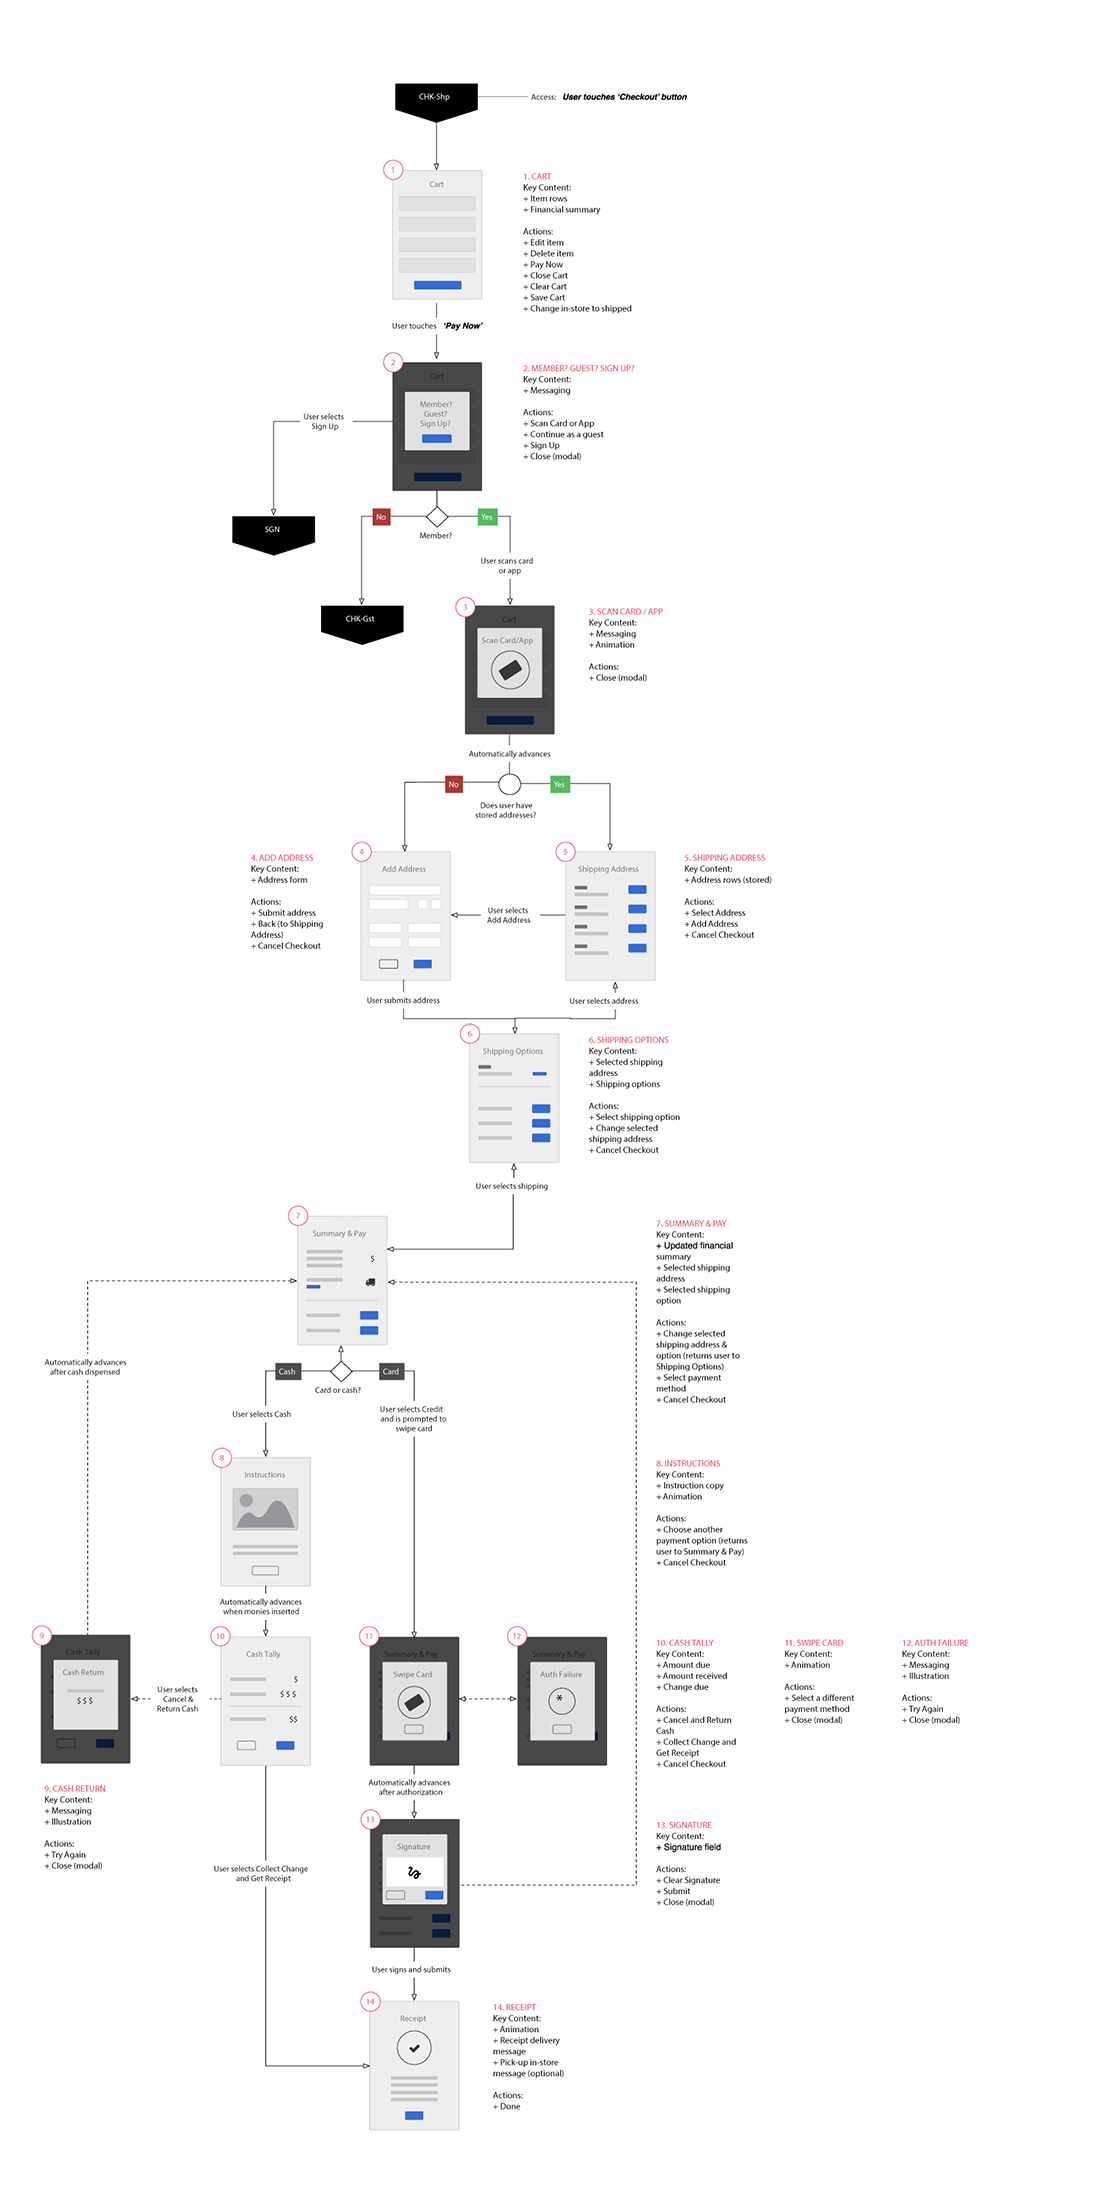 CHK-Shp
Access: User touches ‘Checkout’ button
1
Cart
1. CART
Key Content:
+ Item rows
+ Financial summary
Actions:
+ Edit item
+ Delete item
+ Pay Now
+ Close Cart
+ Clear Cart
+ Save Cart
+ Change in-store to shipped
User touches ‘Pay Now’
2
Cart
Member?
Guest?
Sign Up?
2. MEMBER? GUEST? SIGN UP?
Key Content:
+ Messaging
Actions:
+ Scan Card or App
+ Continue as a guest
+ Sign Up
+ Close (modal)
User selects
Sign Up
SGN
No
Yes
Member?
CHK-Gst
User scans card
or app
3
Cart
Scan Card/App
3. SCAN CARD / APP
Key Content:
+ Messaging
+ Animation
Actions:
+ Close (modal)
Automatically advances
No
Yes
Does user have
stored addresses?
4. ADD ADDRESS
Key Content:
+ Address form
Actions:
+ Submit address
+ Back (to Shipping
Address)
+ Cancel Checkout
4
Add Address
User selects
Add Address
5
Shipping Address
5. SHIPPING ADDRESS
Key Content:
+ Address rows (stored)
Actions:
+ Select Address
+ Add Address
+ Cancel Checkout
User submits address
User selects address
6
Shipping Options
6. SHIPPING OPTIONS
Key Content:
+ Selected shipping
address
+ Shipping options
Actions:
+ Select shipping option
+ Change selected
shipping address
+ Cancel Checkout
User selects shipping
7
Summary & Pay
$
7. SUMMARY & PAY
Key Content:
+ Updated financial
summary
+ Selected shipping
address
+ Selected shipping
option
Actions:
+ Change selected
shipping address &
option (returns user to
Shipping Options)
+ Select payment
method
+ Cancel Checkout
Automatically advances
after cash dispensed
Cash
Card
Card or cash?
User selects Cash
User selects Credit
and is prompted to
swipe card
8
Instructions
8. INSTRUCTIONS
Key Content:
+ Instruction copy
+ Animation
Actions:
+ Choose another
payment option (returns
user to Summary & Pay)
+ Cancel Checkout
Automatically advances
when monies inserted
9
Cash Tally
Cash Return
$ $ $
User selects
Cancel &
Return Cash
10
Cash Tally
$
$ $ $
$$
11
Summary & Pay
Swipe Card
12
Summary & Pay
Auth Failure
*
10. CASH TALLY
Key Content:
+ Amount due
+ Amount received
+ Change due
Actions:
+ Cancel and Return
Cash
+ Collect Change and
Get Receipt
+ Cancel Checkout
11. SWIPE CARD
Key Content:
+ Animation
Actions:
+ Select a different
payment method
+ Close (modal)
12. AUTH FAILURE
Key Content:
+ Messaging
+ Illustration
Actions:
+ Try Again
+ Close (modal)
9. CASH RETURN
Key Content:
+ Messaging
+ Illustration
Actions:
+ Try Again
+ Close (modal)
Automatically advances
after authorization
13
Signature
13. SIGNATURE
Key Content:
+ Signature field
Actions:
+ Clear Signature
+ Submit
+ Close (modal)
User selects Collect Change
and Get Receipt
User signs and submits
14
Receipt
14. RECEIPT
Key Content:
+ Animation
+ Receipt delivery
message
+ Pick-up in-store
message (optional)
Actions:
+ Done